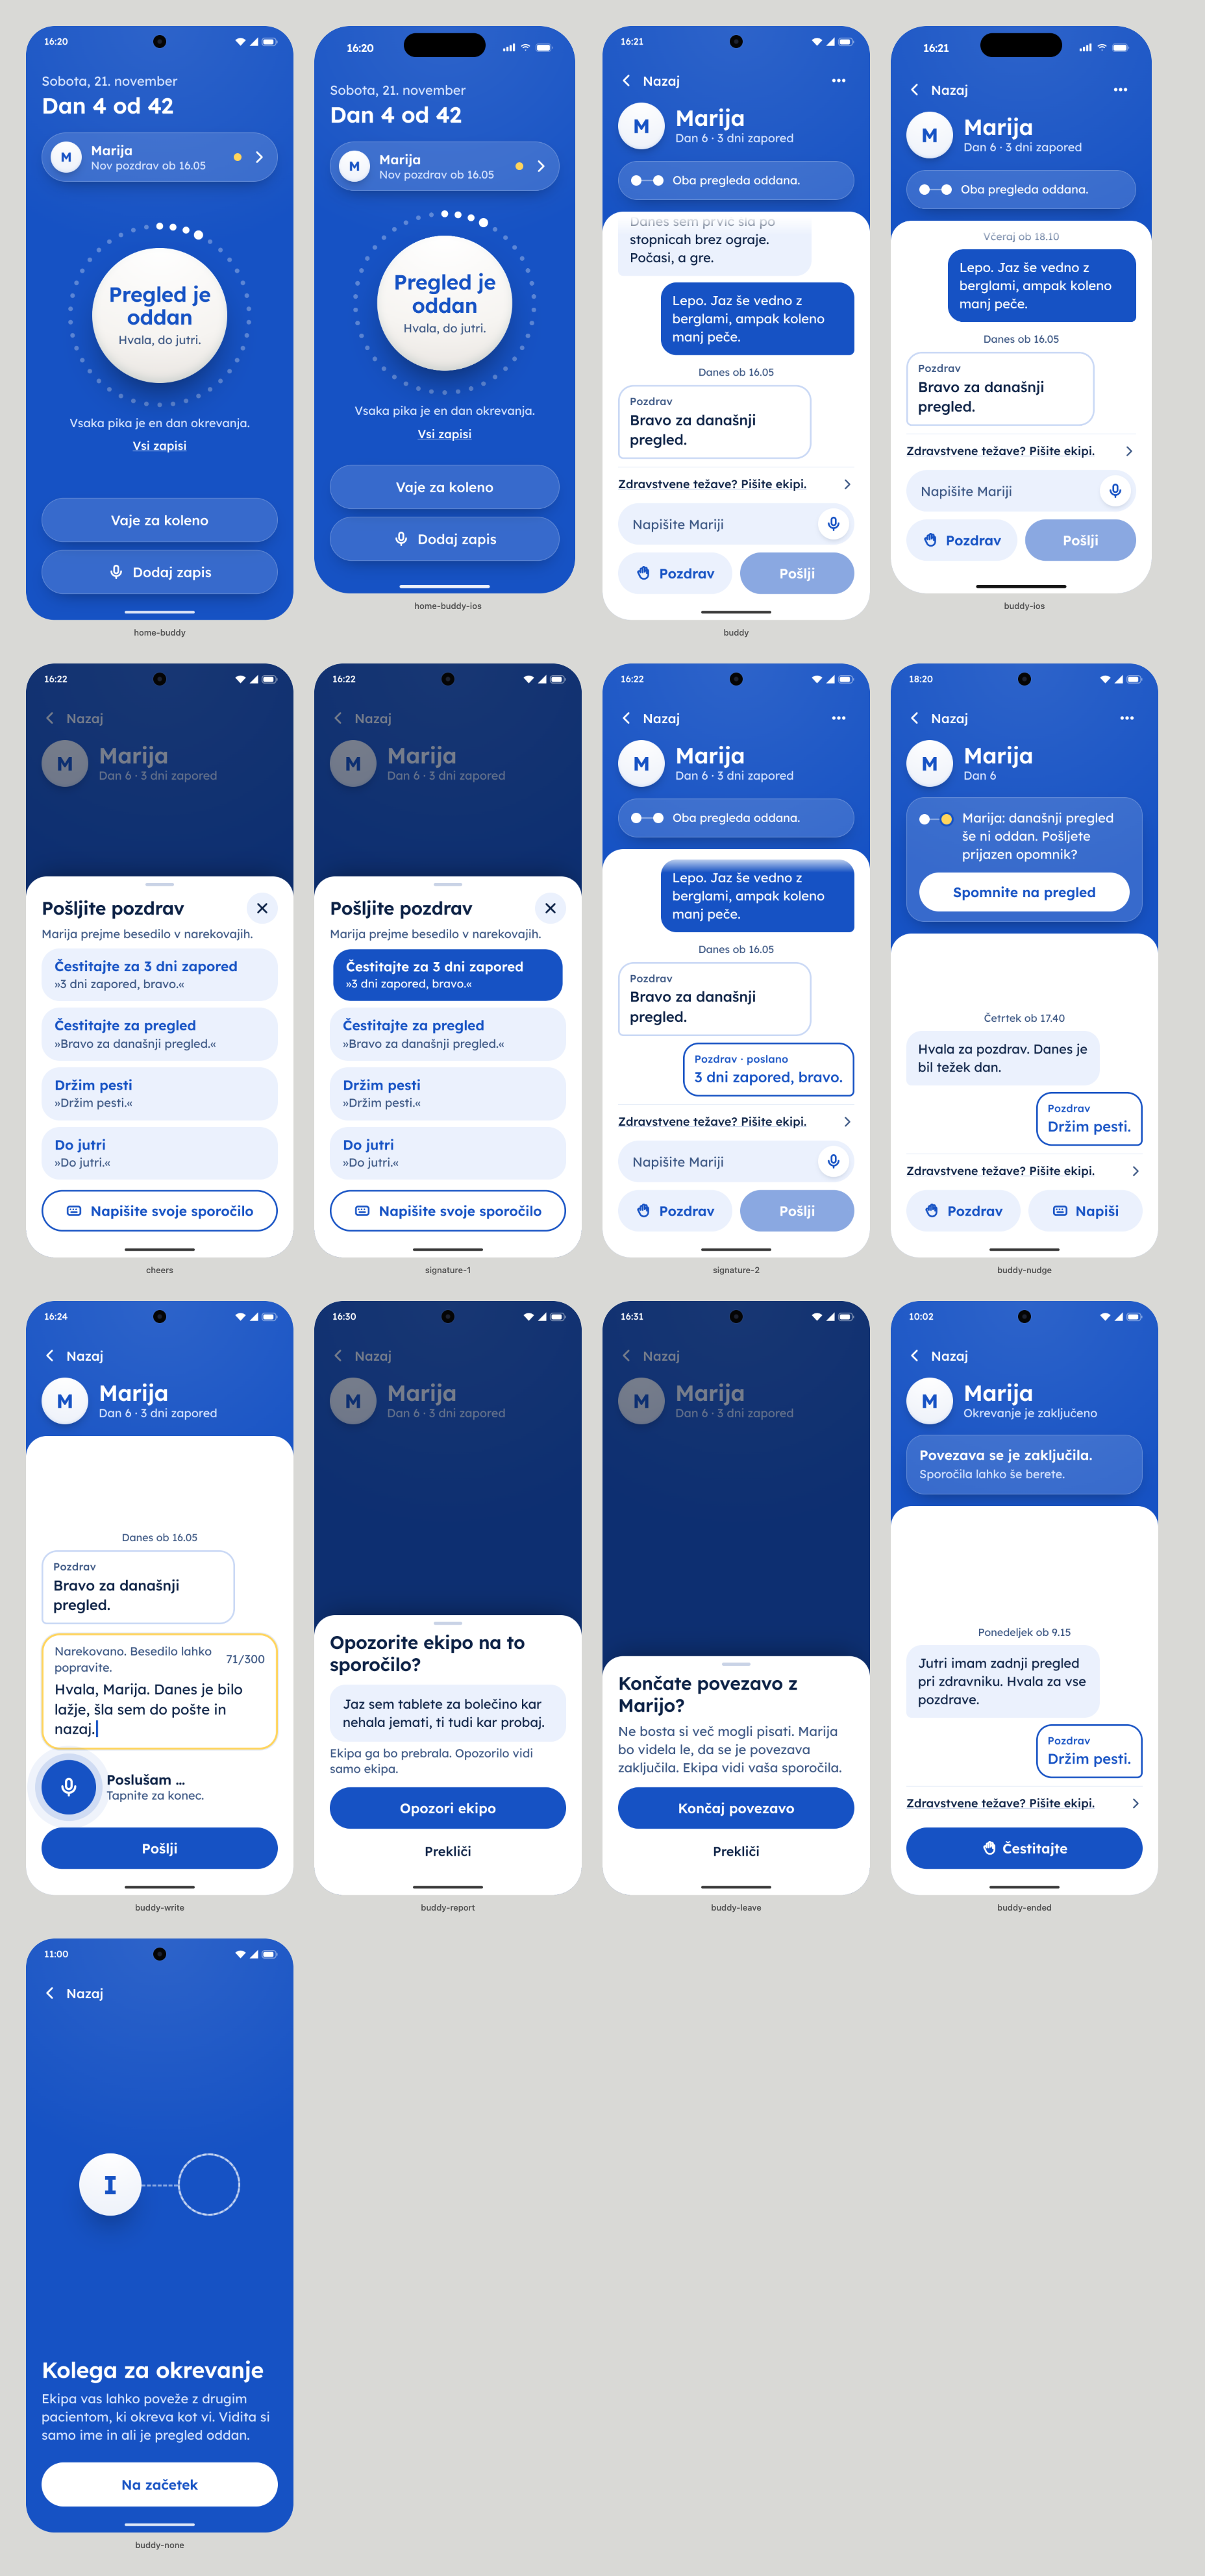 16:20
Sobota, 21. november
Dan 4 od 42
M
Marija
Nov pozdrav ob 16.05
Pregled je
oddan
Hvala, do jutri.
Vsaka pika je en dan okrevanja.
Vsi zapisi
Vaje za koleno
Dodaj zapis
home-buddy
16:20
Sobota, 21. november
Dan 4 od 42
M
Marija
Nov pozdrav ob 16.05
Pregled je
oddan
Hvala, do jutri.
Vsaka pika je en dan okrevanja.
Vsi zapisi
Vaje za koleno
Dodaj zapis
home-buddy-ios
16:21
Nazaj
M
Marija
Dan 6 · 3 dni zapored
Oba pregleda oddana.
Danes sem prvič šla po
stopnicah brez ograje.
Počasi, a gre.
Lepo. Jaz še vedno z
berglami, ampak koleno
manj peče.
Danes ob 16.05
Pozdrav
Bravo za današnji
pregled.
Zdravstvene težave? Pišite ekipi.
Napišite Mariji
Pozdrav
Pošlji
buddy
16:21
Nazaj
M
Marija
Dan 6 · 3 dni zapored
Oba pregleda oddana.
Včeraj ob 18.10
Lepo. Jaz še vedno z
berglami, ampak koleno
manj peče.
Danes ob 16.05
Pozdrav
Bravo za današnji
pregled.
Zdravstvene težave? Pišite ekipi.
Napišite Mariji
Pozdrav
Pošlji
buddy-ios
16:22
Nazaj
M
Marija
Dan 6 · 3 dni zapored
Pošljite pozdrav
Marija prejme besedilo v narekovajih.
Čestitajte za 3 dni zapored
»3 dni zapored, bravo.«
Čestitajte za pregled
»Bravo za današnji pregled.«
Držim pesti
»Držim pesti.«
Do jutri
»Do jutri.«
Napišite svoje sporočilo
cheers
16:22
Nazaj
M
Marija
Dan 6 · 3 dni zapored
Pošljite pozdrav
Marija prejme besedilo v narekovajih.
Čestitajte za 3 dni zapored
»3 dni zapored, bravo.«
Čestitajte za pregled
»Bravo za današnji pregled.«
Držim pesti
»Držim pesti.«
Do jutri
»Do jutri.«
Napišite svoje sporočilo
signature-1
16:22
Nazaj
M
Marija
Dan 6 · 3 dni zapored
Oba pregleda oddana.
Lepo. Jaz še vedno z
berglami, ampak koleno
manj peče.
Danes ob 16.05
Pozdrav
Bravo za današnji
pregled.
Pozdrav · poslano
3 dni zapored, bravo.
Zdravstvene težave? Pišite ekipi.
Napišite Mariji
Pozdrav
Pošlji
signature-2
18:20
Nazaj
M
Marija
Dan 6
Marija: današnji pregled
še ni oddan. Pošljete
prijazen opomnik?
Spomnite na pregled
Četrtek ob 17.40
Hvala za pozdrav. Danes je
bil težek dan.
Pozdrav
Držim pesti.
Zdravstvene težave? Pišite ekipi.
Pozdrav
Napiši
buddy-nudge
16:24
Nazaj
M
Marija
Dan 6 · 3 dni zapored
Danes ob 16.05
Pozdrav
Bravo za današnji
pregled.
Narekovano. Besedilo lahko
popravite.
71/300
Hvala, Marija. Danes je bilo
lažje, šla sem do pošte in
nazaj.
Poslušam ...
Tapnite za konec.
Pošlji
buddy-write
16:30
Nazaj
M
Marija
Dan 6 · 3 dni zapored
Opozorite ekipo na to
sporočilo?
Jaz sem tablete za bolečino kar
nehala jemati, ti tudi kar probaj.
Ekipa ga bo prebrala. Opozorilo vidi
samo ekipa.
Opozori ekipo
Prekliči
buddy-report
16:31
Nazaj
M
Marija
Dan 6 · 3 dni zapored
Končate povezavo z
Marijo?
Ne bosta si več mogli pisati. Marija
bo videla le, da se je povezava
zaključila. Ekipa vidi vaša sporočila.
Končaj povezavo
Prekliči
buddy-leave
10:02
Nazaj
M
Marija
Okrevanje je zaključeno
Povezava se je zaključila.
Sporočila lahko še berete.
Ponedeljek ob 9.15
Jutri imam zadnji pregled
pri zdravniku. Hvala za vse
pozdrave.
Pozdrav
Držim pesti.
Zdravstvene težave? Pišite ekipi.
Čestitajte
buddy-ended
11:00
Nazaj
I
Kolega za okrevanje
Ekipa vas lahko poveže z drugim
pacientom, ki okreva kot vi. Vidita si
samo ime in ali je pregled oddan.
Na začetek
buddy-none